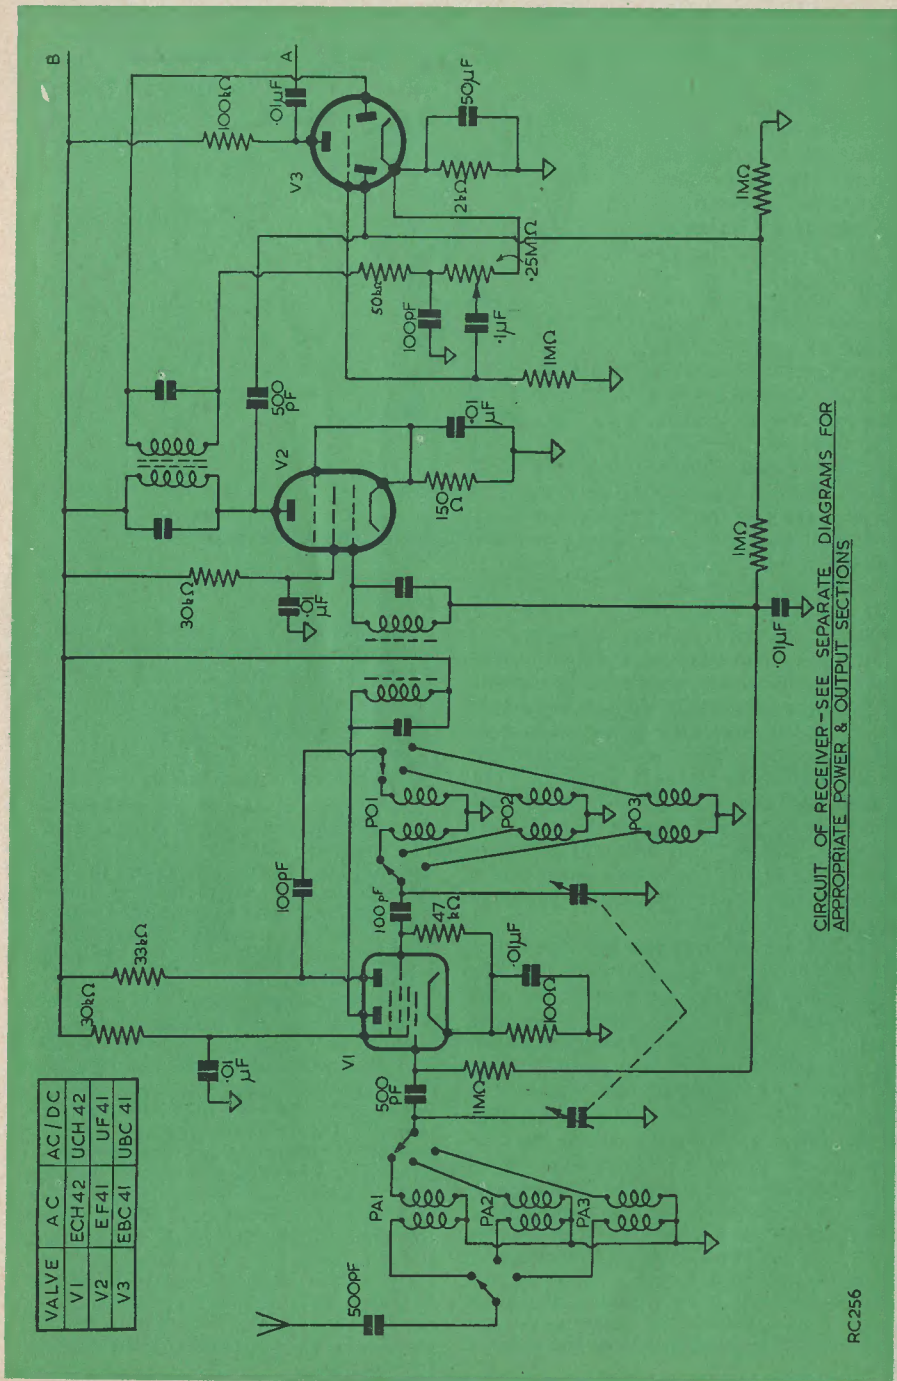 VALVE AC AC/DC
V1 ECH42 UCH42
V2 EF41 UF41
V3 EBC41 UBC 41
B
A
30kΩ
33kΩ
30kΩ
100kΩ
.01µF
.01
µF
100pF
.01
µF
500
PF
V1
V2
V3
50kΩ
100pF
.25MΩ
.1µF
2kΩ
50µF
500pF
PA1
PA2
PA3
500
PF
1MΩ
100pF
47
kΩ
.01µF
100Ω
PO1
PO2
PO3
150
Ω
.01
µF
1MΩ
1MΩ
1MΩ
.01µF
CIRCUIT OF RECEIVER-SEE SEPARATE DIAGRAMS FOR
APPROPRIATE POWER & OUTPUT SECTIONS
RC256